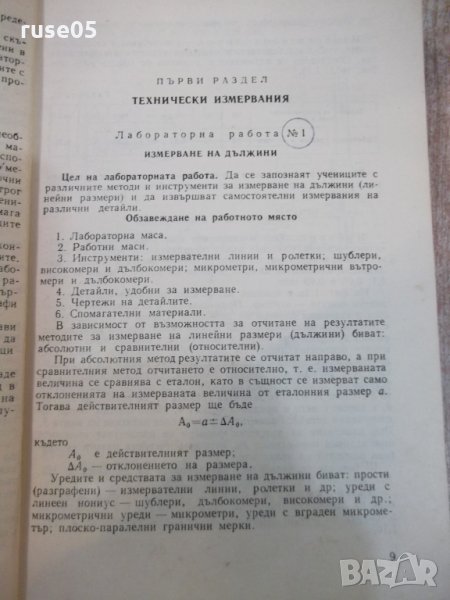 ruse05
ПЪРВИ РАЗДЕЛ
ТЕХНИЧЕСКИ ИЗМЕРВАНИЯ
Лабораторна работа №1
ИЗМЕРВАНЕ НА ДЪЛЖИНИ
Цел на лабораторната работа. Да се запознаят учениците с
различните методи и инструменти за измерване на дължини (ли-
нейни размери) и да извършват самостоятелни измервания на
различни детайли.
Обзавеждане на работното място
1. Лабораторна маса.
2. Работни маси.
3. Инструменти: измервателни линии и ролетки; шублери,
височомери и дълбокомери; микрометри, микрометрични вътро-
мери и дълбокомери.
4. Детайли, удобни за измерване.
5. Чертежи на детайлите.
6. Спомагателни материали.
В зависимост от възможността за отчитане на резултатите
методите за измерване на линейни размери (дължини) биват:
абсолютни и сравнителни (относителни).
При абсолютния метод резултатите се отчитат направо, а при
сравнителния метод отчитането е относително, т. е. измерваната
величина се сравнява с еталон, като в същност се измерват само
отклоненията на измерваната величина от еталонния размер а.
Тогава действителният размер ще бъде
A₀=a±ΔA₀,
където
A₀ е действителният размер;
ΔA₀ — отклонението на размера.
Уредите и средствата за измерване на дължини биват: прости
(разграфени) — измервателни линии, ролетки и др; уреди с
линеен нониус — шублери, дълбокомери, височомери и др.;
микрометрични уреди — микрометри, уреди с вграден микроме-
тър; плоско-паралелни гранични мерки.
9
BAZAR